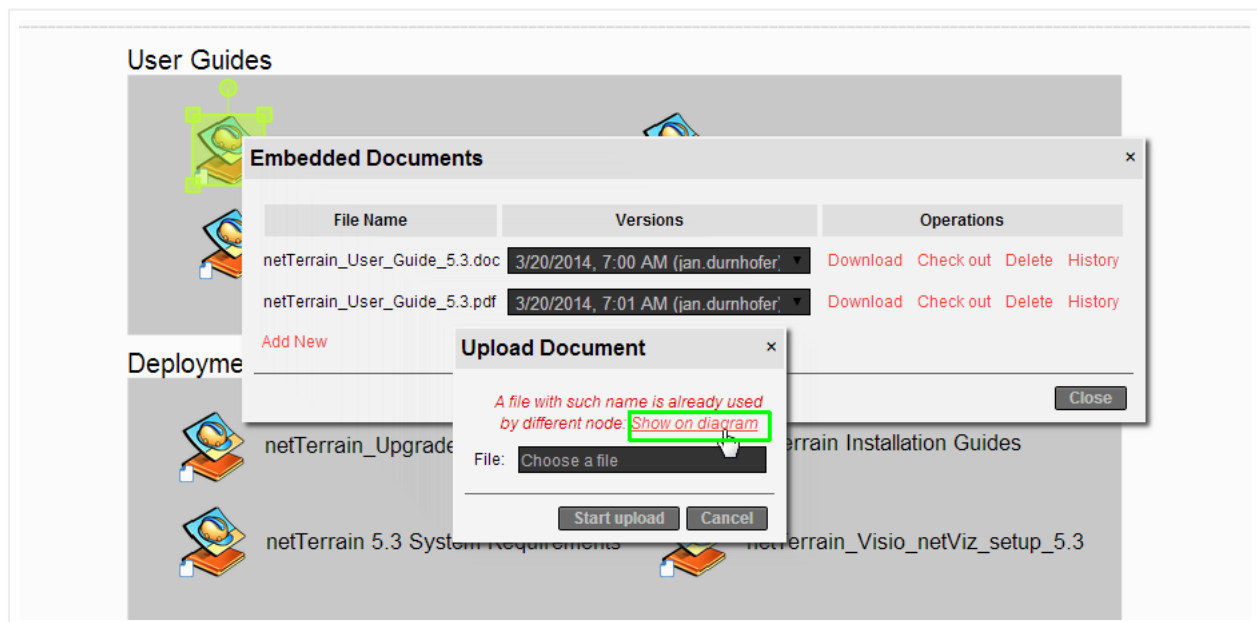 User Guides
Embedded Documents ×
File Name Versions Operations
netTerrain_User_Guide_5.3.doc 3/20/2014, 7:00 AM (jan.durnhofer) Download Check out Delete History
netTerrain_User_Guide_5.3.pdf 3/20/2014, 7:01 AM (jan.durnhofer) Download Check out Delete History
Add New
Upload Document ×
Deployme
Close
A file with such name is already used
by different node: Show on diagram
netTerrain_Upgrade
errain Installation Guides
File: Choose a file
Start upload Cancel
netTerrain 5.3 System Requirements
netTerrain_Visio_netViz_setup_5.3